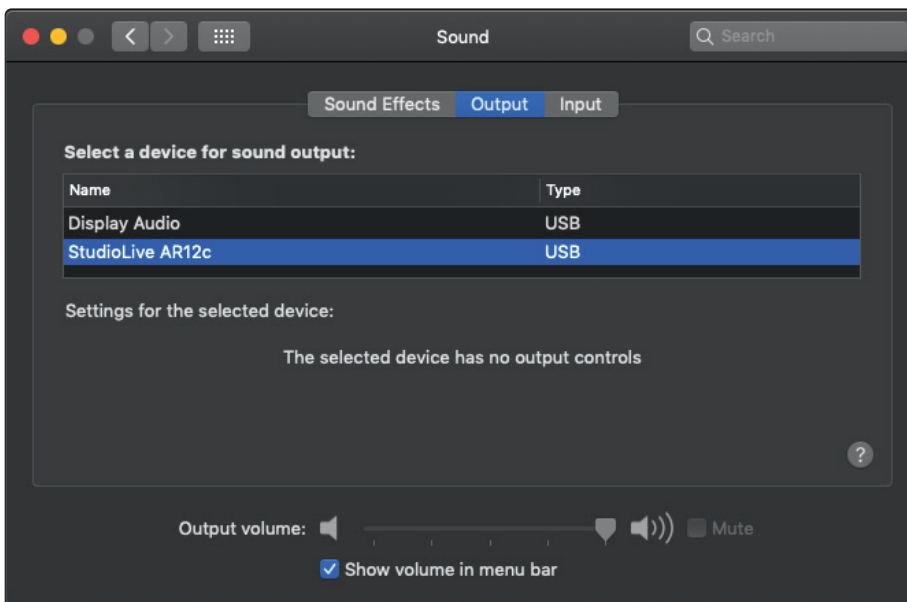 Sound
Search
Sound Effects Output Input
Select a device for sound output:
Name Type
Display Audio USB
StudioLive AR12c USB
Settings for the selected device:
The selected device has no output controls
?
Output volume: Mute
Show volume in menu bar